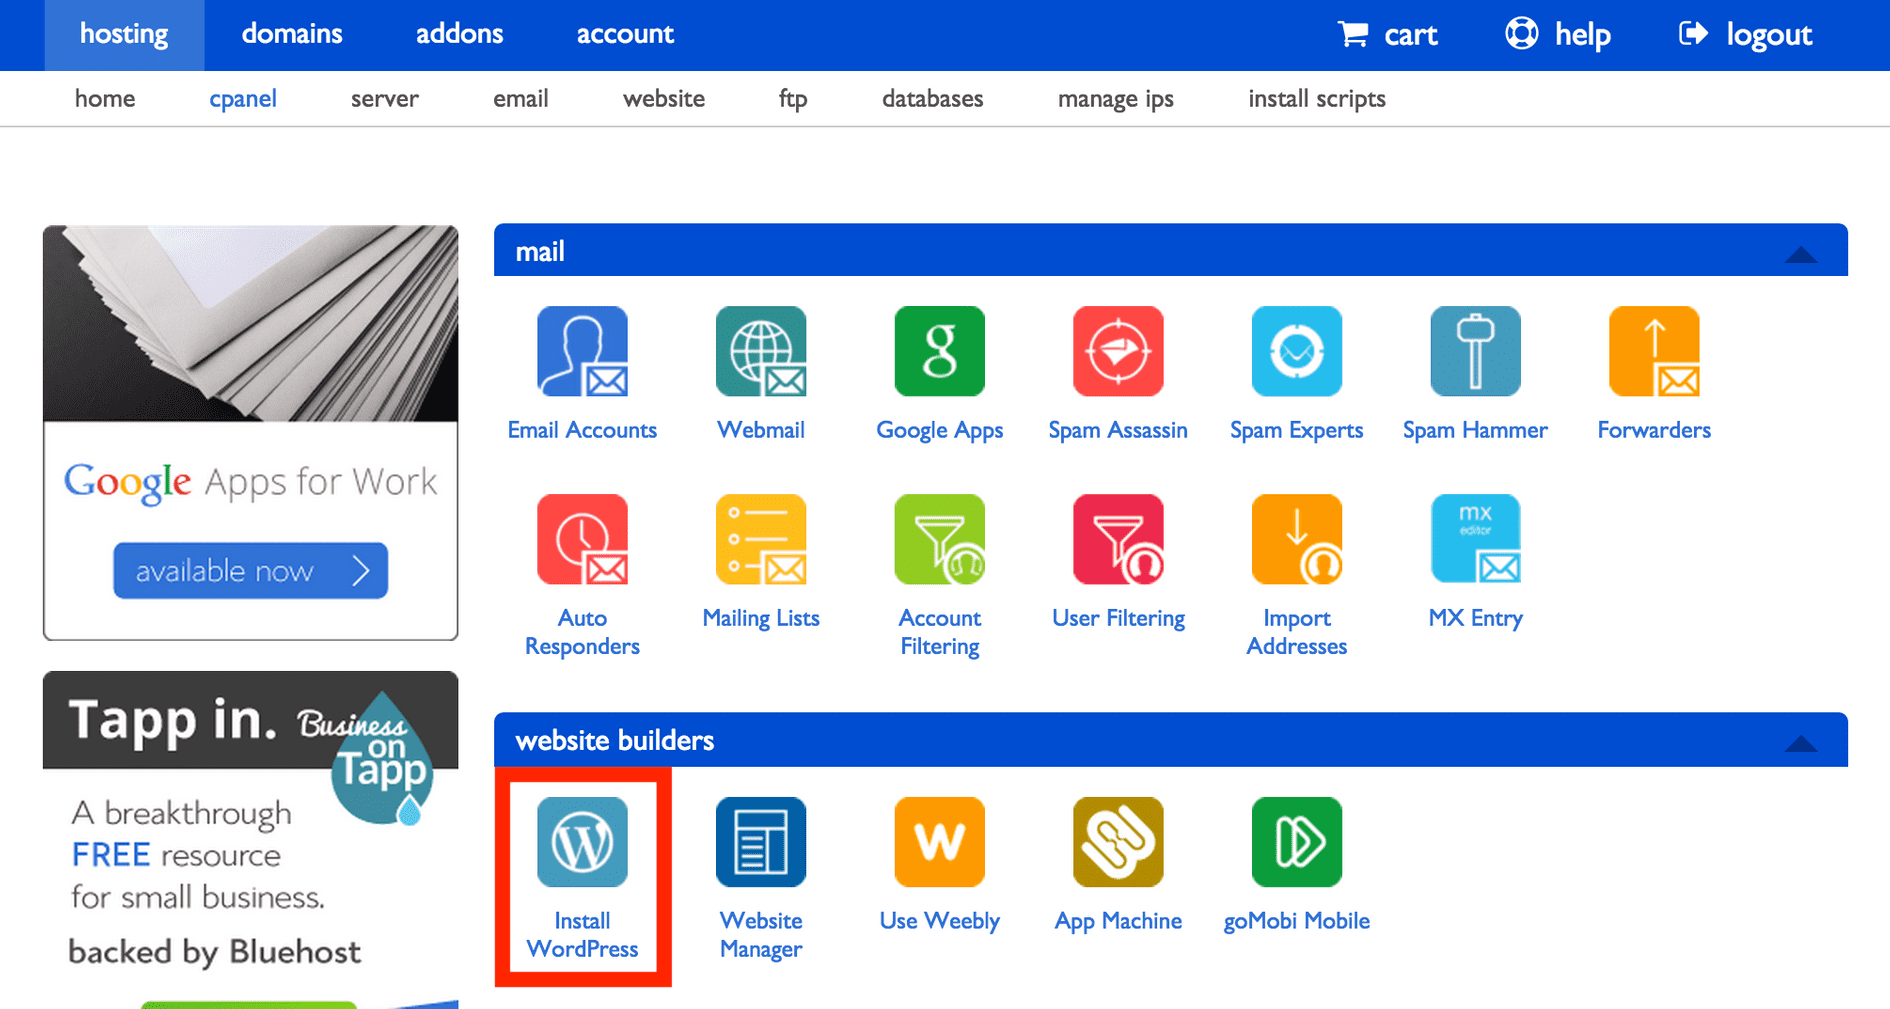 hosting domains addons account cart help logout
home cpanel server email website ftp databases manage ips install scripts
Google Apps for Work
available now
Tapp in. Business
on
Tapp
A breakthrough
FREE resource
for small business.
backed by Bluehost
mail
Email Accounts Webmail Google Apps Spam Assassin Spam Experts Spam Hammer Forwarders
g
mx
editor
Auto Mailing Lists Account User Filtering Import MX Entry
Responders Filtering Addresses
website builders
W W
Install Website Use Weebly App Machine goMobi Mobile
WordPress Manager